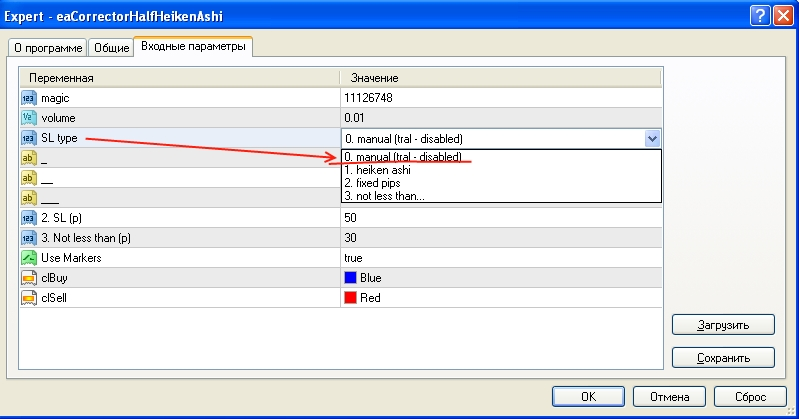 Expert - eaCorrectorHalfHeikenAshi
О программе Общие Входные параметры
Переменная Значение
magic 11126748
volume 0.01
SL type 0. manual (tral - disabled)
_ 0. manual (tral - disabled)
1. heiken ashi
__ 2. fixed pips
___ 3. not less than...
2. SL (p) 50
3. Not less than (p) 30
Use Markers true
clBuy Blue
clSell Red
Загрузить
Сохранить
OK Отмена Сброс